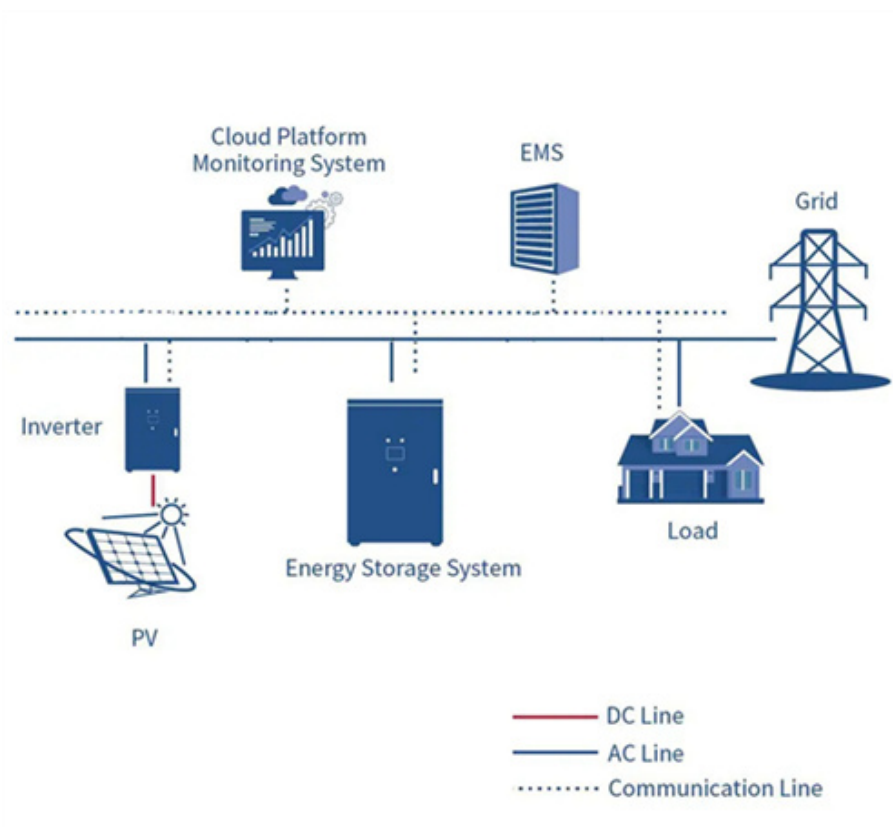 Cloud Platform
Monitoring System
EMS
Grid
Inverter
Load
Energy Storage System
PV
DC Line
AC Line
Communication Line